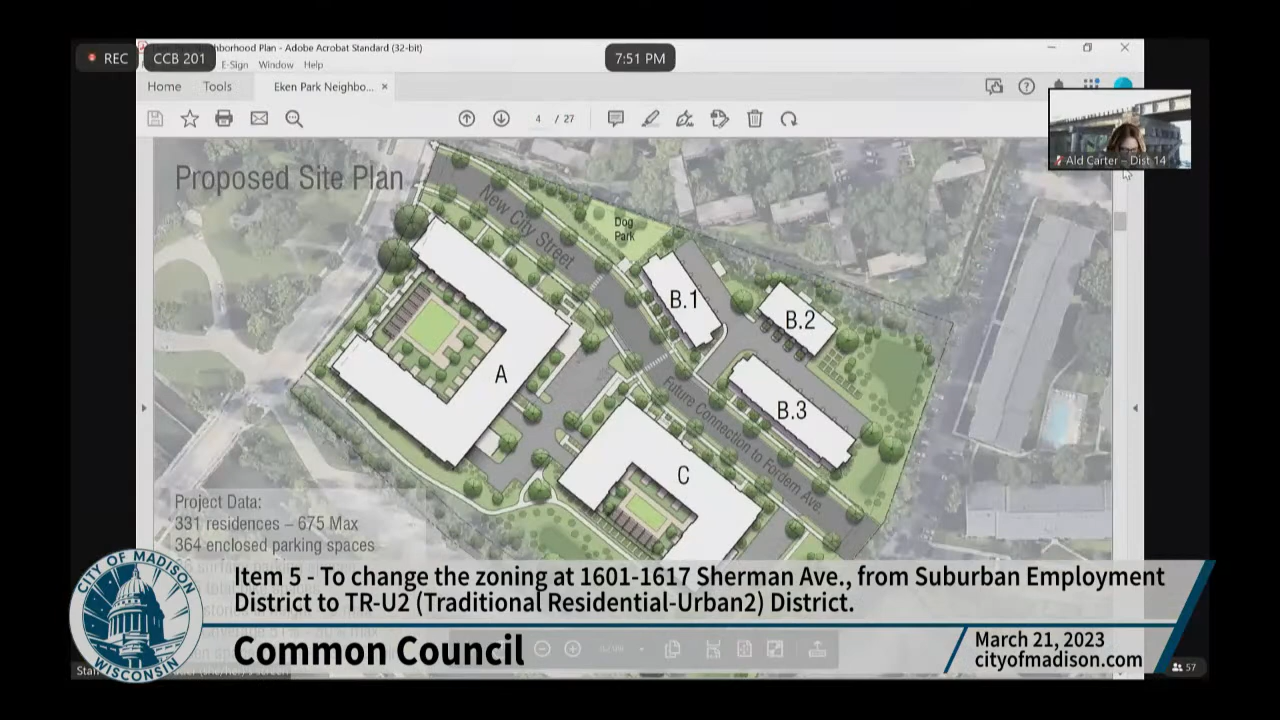 REC
CCB 201
hborhood Plan - Adobe Acrobat Standard (32-bit)
7:51 PM
E-Sign Window Help
Home Tools Eken Park Neighbo... ×
4 / 27
Ald Carter – Dist 14
Proposed Site Plan
New City Street
Dog
Park
B.1
B.2
A
B.3
Future Connection to Fordem Ave.
C
Project Data:
331 residences – 675 Max
364 enclosed parking spaces
Item 5 - To change the zoning at 1601-1617 Sherman Ave., from Suburban Employment
District to TR-U2 (Traditional Residential-Urban2) District.
CITY OF MADISON
WISCONSIN
Common Council
March 21, 2023
cityofmadison.com
57